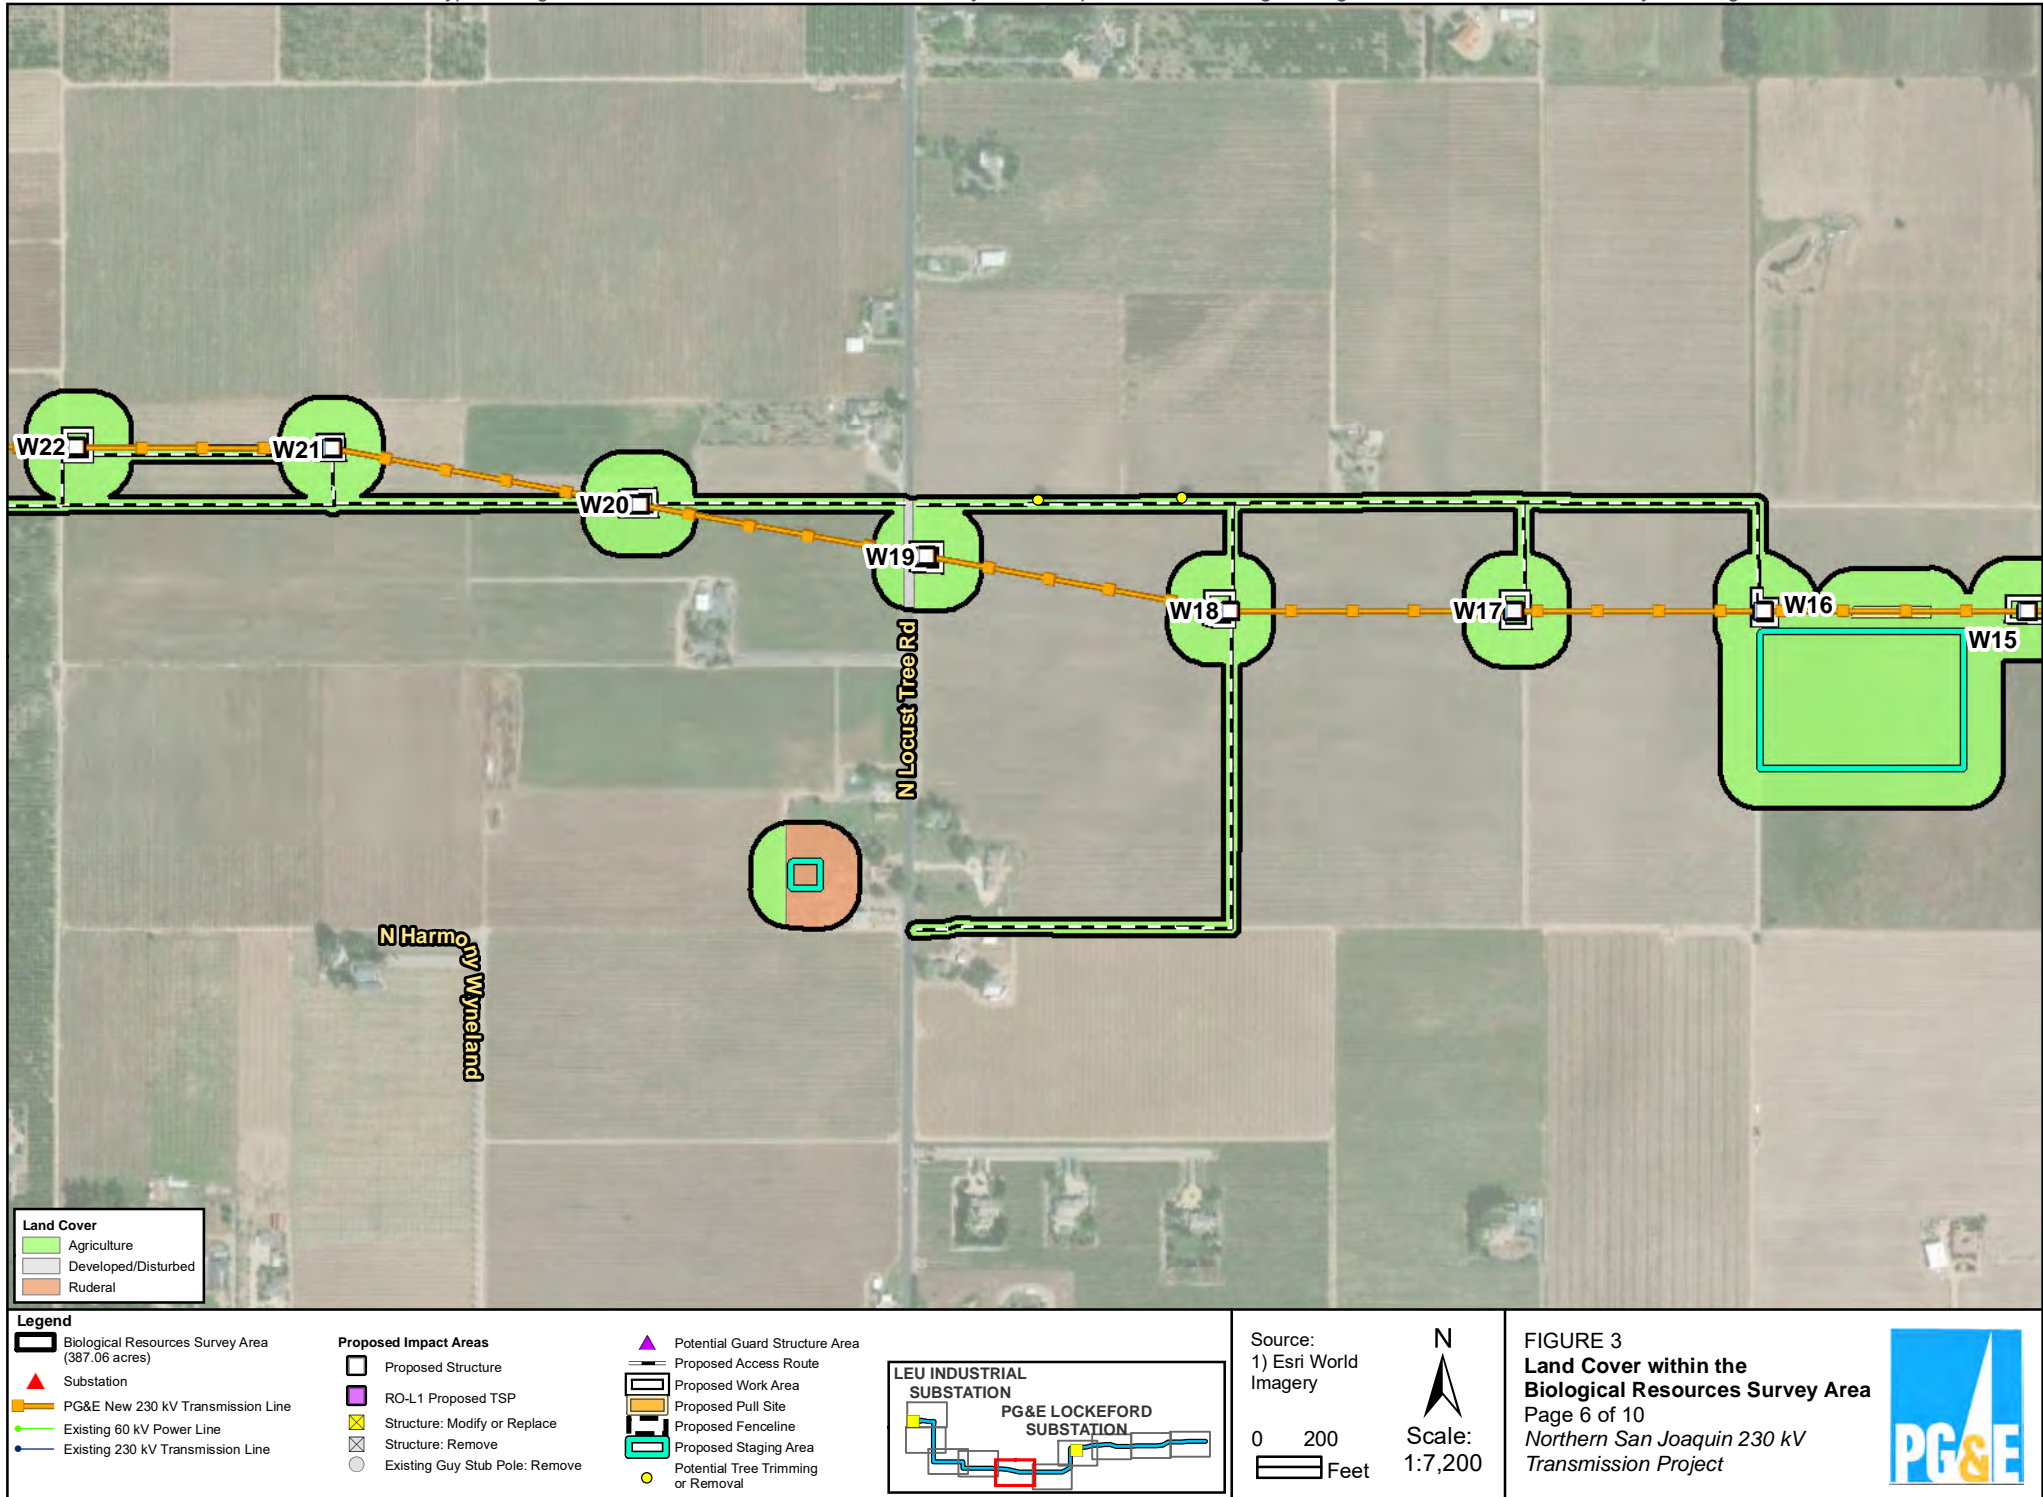 W22
W21
W20
W19
W18
W17
W16
W15
N Locust Tree Rd
N Harmony Wyneland
Land Cover
Agriculture
Developed/Disturbed
Ruderal
Legend
Biological Resources Survey Area
(387.06 acres)
Substation
PG&E New 230 kV Transmission Line
Existing 60 kV Power Line
Existing 230 kV Transmission Line
Proposed Impact Areas
Proposed Structure
RO-L1 Proposed TSP
Structure: Modify or Replace
Structure: Remove
Existing Guy Stub Pole: Remove
Potential Guard Structure Area
Proposed Access Route
Proposed Work Area
Proposed Pull Site
Proposed Fenceline
Proposed Staging Area
Potential Tree Trimming
or Removal
LEU INDUSTRIAL
SUBSTATION
PG&E LOCKEFORD
SUBSTATION
Source:
1) Esri World
Imagery
0 200
Feet
N
Scale:
1:7,200
FIGURE 3
Land Cover within the
Biological Resources Survey Area
Page 6 of 10
Northern San Joaquin 230 kV
Transmission Project
PG&E